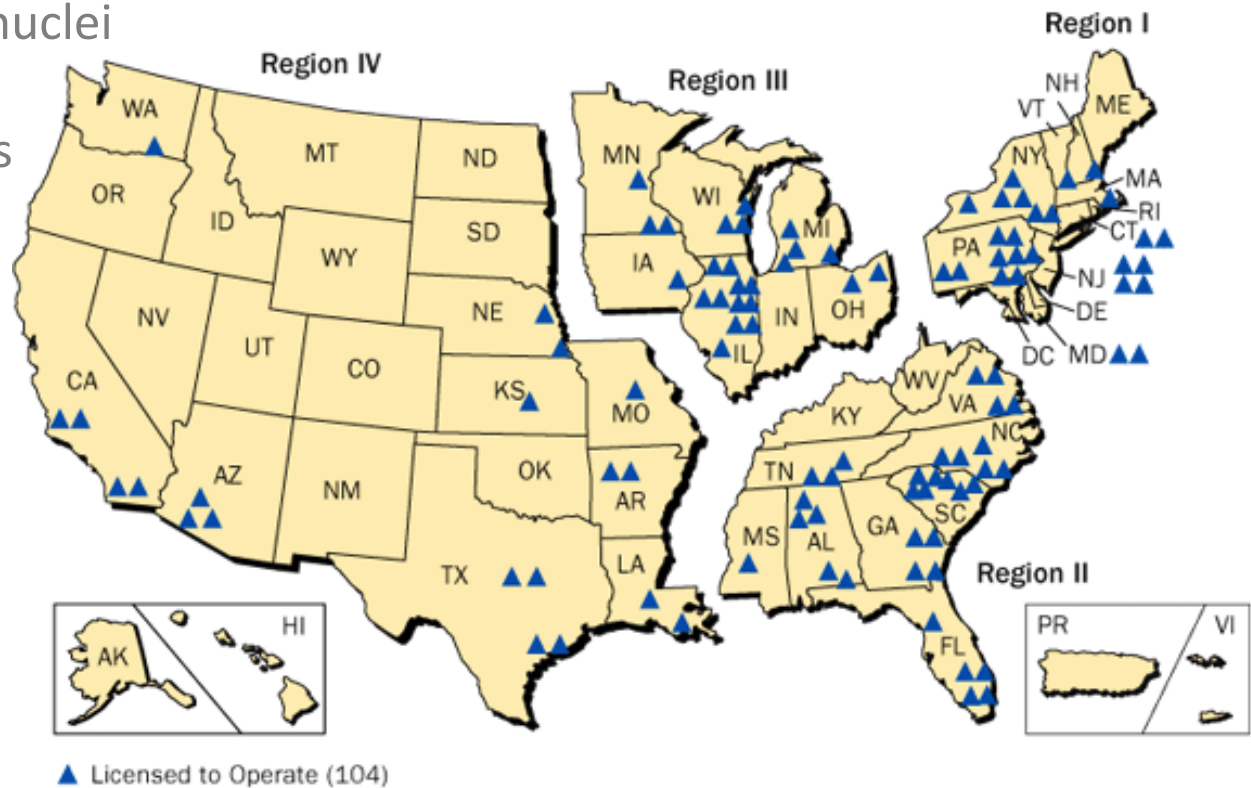 nuclei
s
Region I
Region IV
Region III
NH
VT
ME
WA
MT
ND
MN
NY
WI
MA
OR
ID
SD
MI
RI
CT
WY
IA
PA
NJ
NV
NE
IN
OH
DE
UT
CO
IL
DC
MD
CA
KS
MO
WV
VA
KY
NC
AZ
NM
OK
AR
TN
SC
MS
AL
GA
TX
LA
Region II
HI
PR
VI
AK
FL
Licensed to Operate (104)